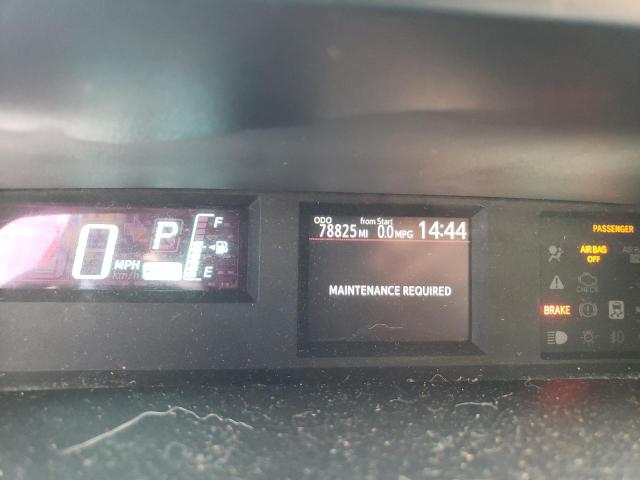 0 MPH
km/h
P
F
E
ODO
78825 MI
from Start
0.0 MPG
14:44
MAINTENANCE REQUIRED
PASSENGER
AIR BAG
OFF
CHECK
BRAKE